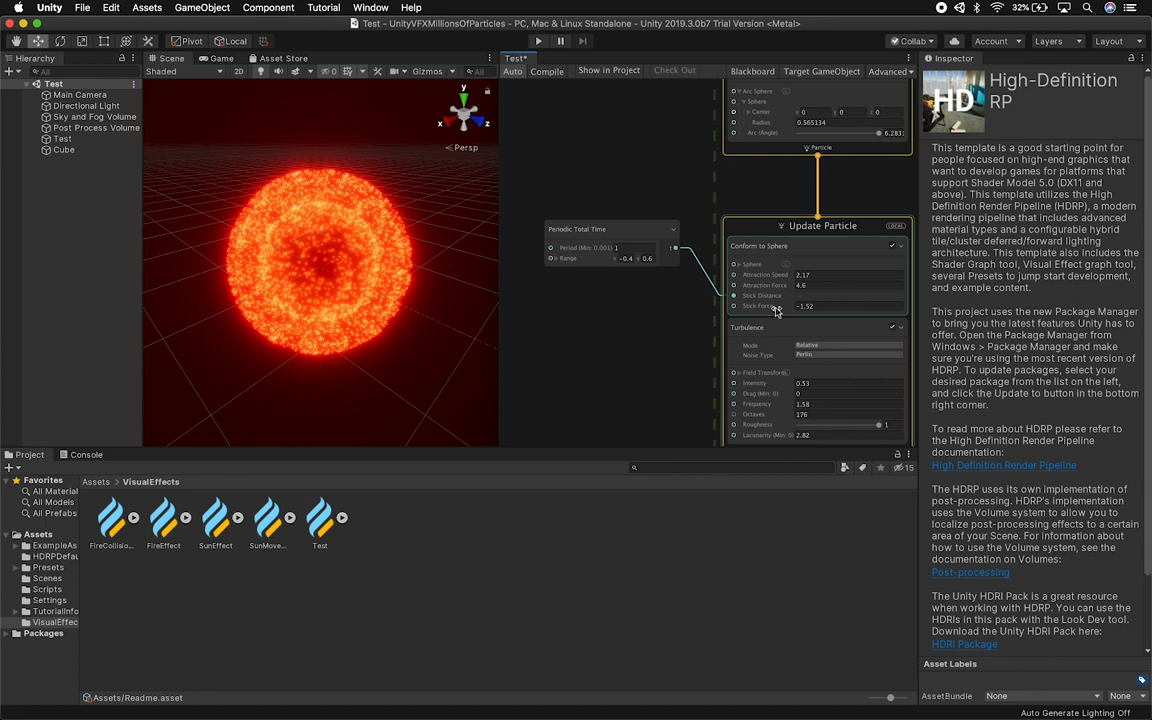 Unity File Edit Assets GameObject Component Tutorial Window Help
32%
Test - UnityVFXMillionsOfParticles - PC, Mac & Linux Standalone - Unity 2019.3.0b7 Trial Version <Metal>
Pivot Local
Collab Account Layers Layout
Hierarchy
All
Test
Main Camera
Directional Light
Sky and Fog Volume
Post Process Volume
Test
Cube
Scene Game Asset Store
Shaded 2D 0 Gizmos All
y
x z
Persp
Test*
Auto Compile Show in Project Check Out Blackboard Target GameObject Advanced
Arc Sphere
Sphere
Center x 0 y 0 z 0
Radius 0.565134
Arc (Angle) 6.2831
Particle
Periodic Total Time
Period (Min: 0.001) 1 t
Range x -0.4 y 0.6
Update Particle LOCAL
Conform to Sphere
Sphere
Attraction Speed 2.17
Attraction Force 4.6
Stick Distance
Stick Force -1.52
Turbulence
Mode Relative
Noise Type Perlin
Field Transform
Intensity 0.53
Drag (Min: 0) 0
Frequency 1.58
Octaves 176
Roughness 1
Lacunarity (Min: 0) 2.82
Inspector
HD
High-Definition
RP
This template is a good starting point for
people focused on high-end graphics that
want to develop games for platforms that
support Shader Model 5.0 (DX11 and
above). This template utilizes the High
Definition Render Pipeline (HDRP), a modern
rendering pipeline that includes advanced
material types and a configurable hybrid
tile/cluster deferred/forward lighting
architecture. This template also includes the
Shader Graph tool, Visual Effect graph tool,
several Presets to jump start development,
and example content.
This project uses the new Package Manager
to bring you the latest features Unity has to
offer. Open the Package Manager from
Windows > Package Manager and make
sure you're using the most recent version of
HDRP. To update packages, select your
desired package from the list on the left,
and click the Update to button in the bottom
right corner.
To read more about HDRP please refer to
the High Definition Render Pipeline
documentation:
High Definition Render Pipeline
The HDRP uses its own implementation of
post-processing. HDRP's implementation
uses the Volume system to allow you to
localize post-processing effects to a certain
area of your Scene. For information about
how to use the Volume system, see the
documentation on Volumes:
Post-processing
The Unity HDRI Pack is a great resource
when working with HDRP. You can use the
HDRIs in this pack with the Look Dev tool.
Download the Unity HDRI Pack here:
HDRI Package
Asset Labels
AssetBundle None None
Auto Generate Lighting Off
Project Console
15
Favorites
All Material
All Models
All Prefabs
Assets
ExampleAs
HDRPDefau
Presets
Scenes
Scripts
Settings
TutorialInfo
VisualEffec
Packages
Assets > VisualEffects
FireCollisio... FireEffect SunEffect SunMove... Test
Assets/Readme.asset